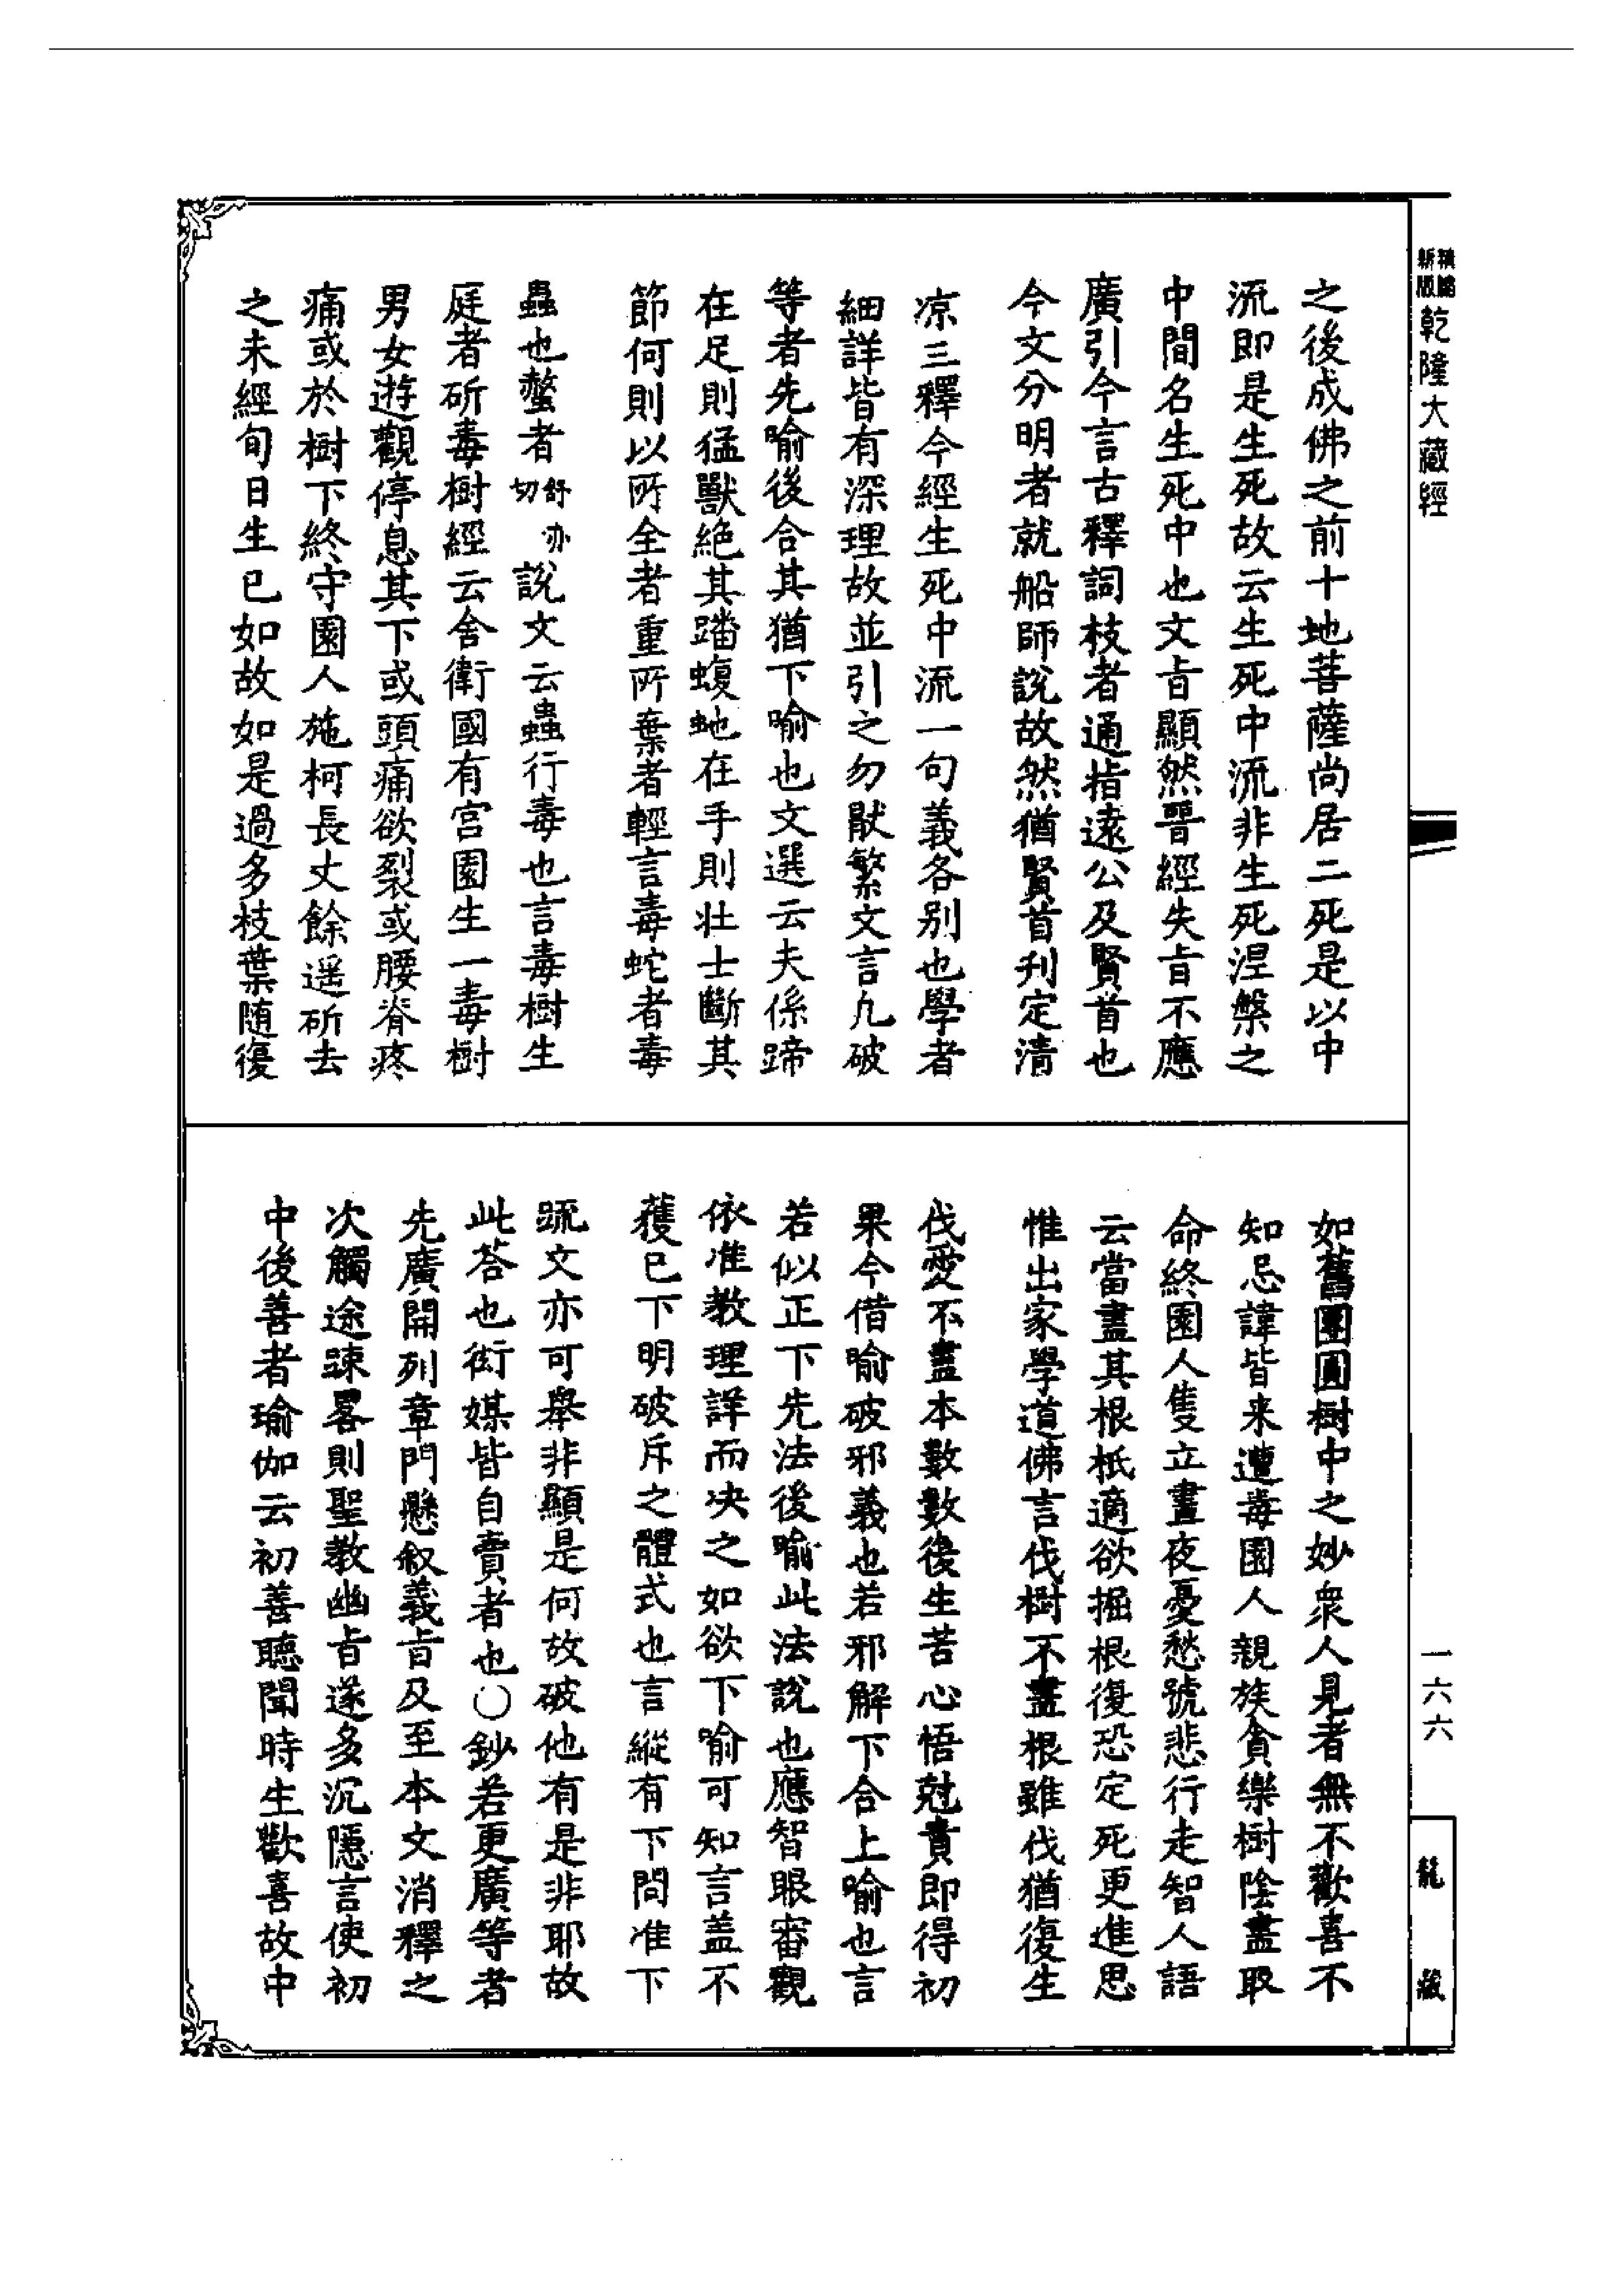 新版精縮乾隆大藏經
之後成佛之前十地菩薩尚居二死是以中
流即是生死故云生死中流非生死涅槃之
中間名生死中也文㫖顯然晉經失㫖不應
廣引今言古釋詞枝者通指遠公及賢首也
今文分明者就船師說故然猶賢首刋定清
凉三釋今經生死中流一句義各别也學者
細詳皆有深理故並引之勿猒繁文言九破
等者先喻後合其猶下喻也文選云夫係蹄
在足則猛獸絶其蹯蝮虵在手則壮士斷其
節何則以所全者重所棄者輕言毒蛇者毒
蟲也螫者舒亦切說文云蟲行毒也言毒樹生
庭者斫毒樹經云舍衛國有官園生一毒樹
男女遊觀停息其下或頭痛欲裂或腰脊疼
痛或於樹下終守園人施柯長丈餘遥斫去
之未經旬日生已如故如是過多枝葉随復
如舊團圓樹中之妙衆人見者無不歡喜不
知忌諱皆来遭毒園人親族貪樂樹陰盡取
命終園人隻立晝夜憂愁號悲行走智人語
云當盡其根柢適欲掘根復恐定死更進思
惟出家學道佛言伐樹不盡根雖伐猶復生
伐愛不盡本數數後生苦心悟尅責即得初
果今借喻破邪義也若邪解下合上喻也言
若似正下先法後喻此法說也應智眼審觀
依准教理詳而决之如欲下喻可知言盖不
獲已下明破斥之體式也言縱有下問准下
䟽文亦可舉非顯是何故破他有是非耶故
此荅也衒媒皆自賣者也○鈔若更廣等者
先廣開列章門懸叙義㫖及至本文消釋之
次觸途踈畧則聖教幽㫖遂多沉隱言使初
中後善者瑜伽云初善聽聞時生歡喜故中
一六六
龍藏